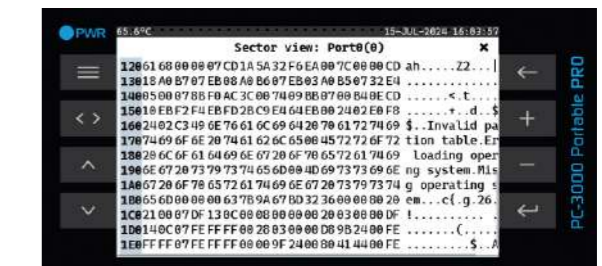 PWR
65.6°C 15-JUL-2024 16:03:57
Sector view: Port0(0) ×
120 61 68 00 00 07 CD 1A 5A 32 F6 EA 00 7C 00 00 CD ah.....Z2...|
130 18 A0 B7 07 EB 08 A0 B6 07 EB 03 A0 B5 07 32 E4
140 05 00 07 8B F0 AC 3C 00 74 09 BB 07 00 B4 0E CD ......<.t.....
150 10 EB F2 F4 EB FD 2B C9 E4 64 EB 00 24 02 E0 F8 ......+..d..$
160 24 02 C3 49 6E 76 61 6C 69 64 20 70 61 72 74 69 $..Invalid pa
170 74 69 6F 6E 20 74 61 62 6C 65 00 45 72 72 6F 72 tion table.Er
180 20 6C 6F 61 64 69 6E 67 20 6F 70 65 72 61 74 69 loading oper
190 6E 67 20 73 79 73 74 65 6D 00 4D 69 73 73 69 6E ng system.Mis
1A0 67 20 6F 70 65 72 61 74 69 6E 67 20 73 79 73 74 g operating s
1B0 65 6D 00 00 00 63 7B 9A 67 BD 32 36 00 00 80 20 em...c{.g.26.
1C0 21 00 07 DF 13 0C 00 08 00 00 00 20 03 00 00 DF !............
1D0 14 0C 07 FE FF FF 00 28 03 00 00 D8 9B 24 00 FE .......(.....
1E0 FF FF 07 FE FF FF 00 00 9F 24 00 80 41 44 00 FE .........$..A
PC-3000 Portable PRO